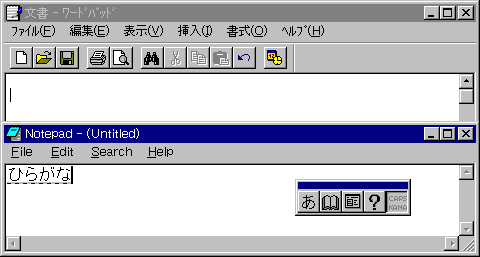 文書 - ﾜｰﾄﾞﾊﾟｯﾄﾞ
ﾌｧｲﾙ(F) 編集(E) 表示(V) 挿入(I) 書式(O) ﾍﾙﾌﾟ(H)
Notepad - (Untitled)
File Edit Search Help
ひらがな
あ ?
CAPS
KANA